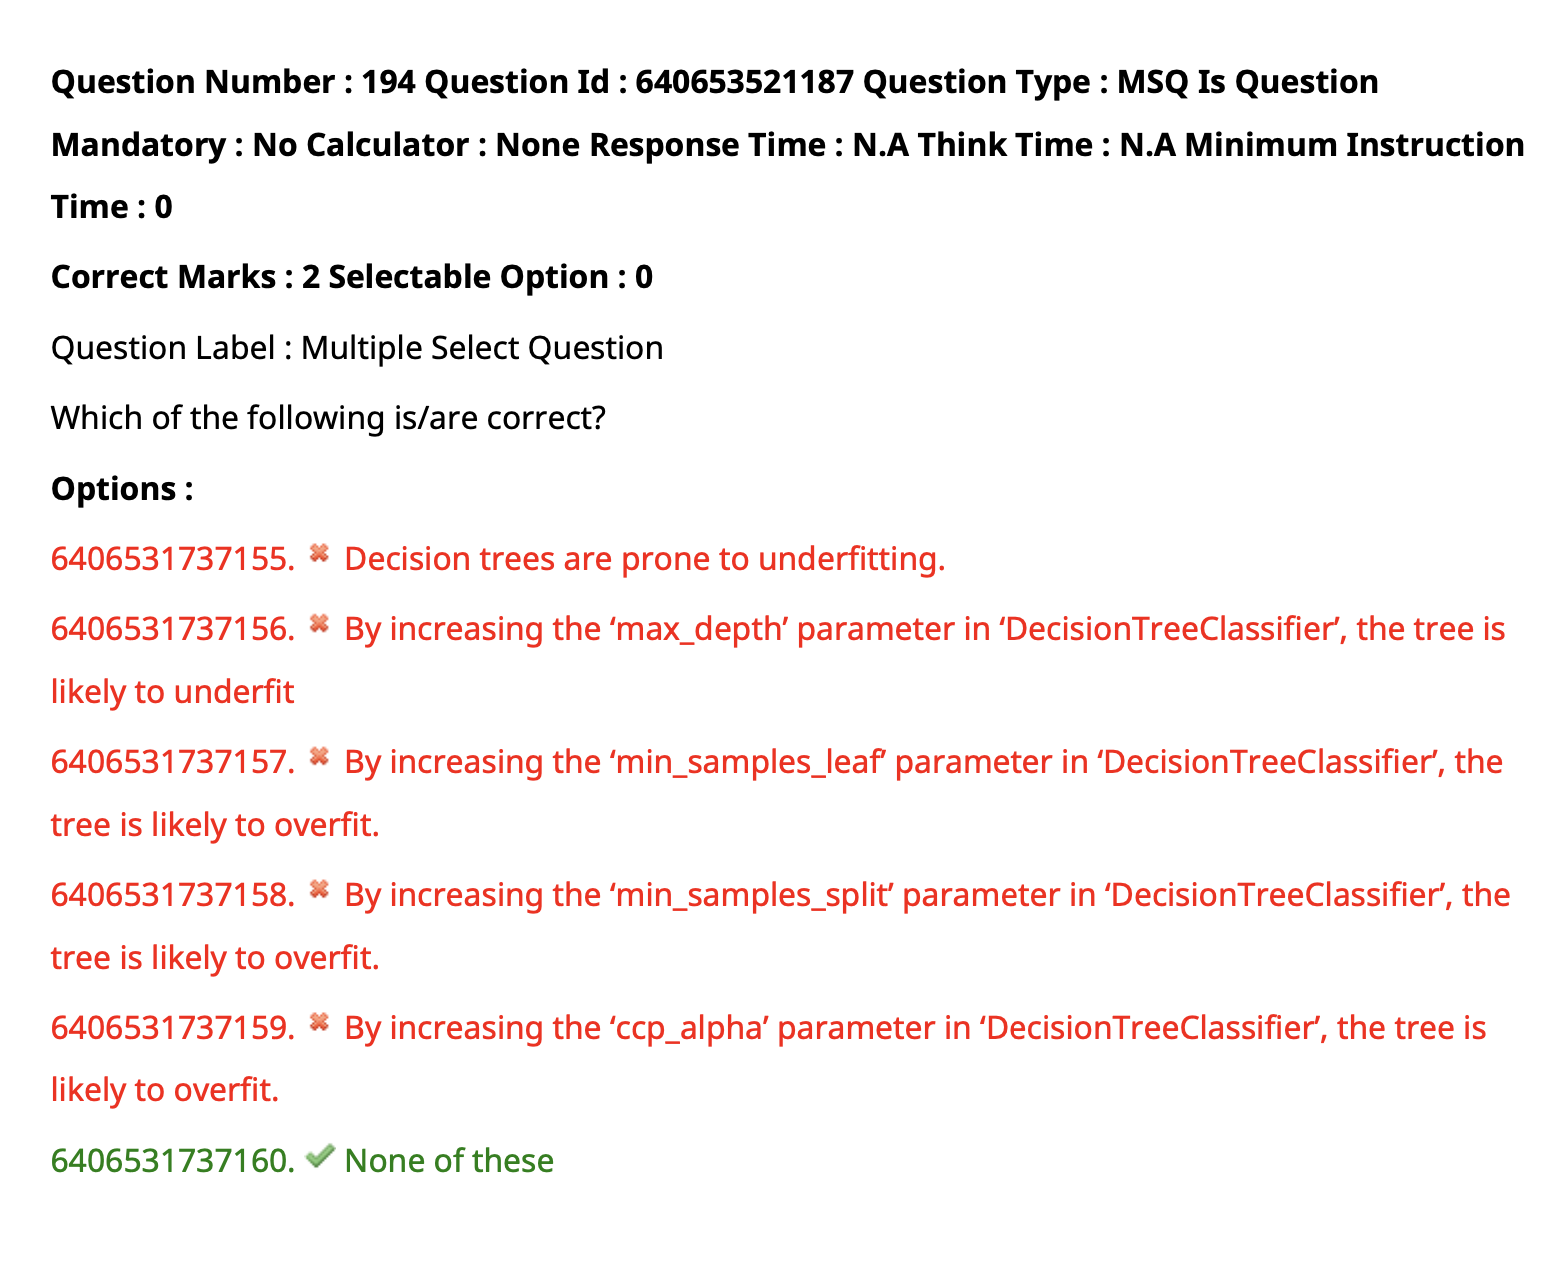 Question Number : 194 Question Id : 640653521187 Question Type : MSQ Is Question
Mandatory : No Calculator : None Response Time : N.A Think Time : N.A Minimum Instruction
Time : 0
Correct Marks : 2 Selectable Option : 0
Question Label : Multiple Select Question
Which of the following is/are correct?
Options :
6406531737155. ✖ Decision trees are prone to underfitting.
6406531737156. ✖ By increasing the ‘max_depth’ parameter in ‘DecisionTreeClassifier’, the tree is
likely to underfit
6406531737157. ✖ By increasing the ‘min_samples_leaf’ parameter in ‘DecisionTreeClassifier’, the
tree is likely to overfit.
6406531737158. ✖ By increasing the ‘min_samples_split’ parameter in ‘DecisionTreeClassifier’, the
tree is likely to overfit.
6406531737159. ✖ By increasing the ‘ccp_alpha’ parameter in ‘DecisionTreeClassifier’, the tree is
likely to overfit.
6406531737160. ✔ None of these